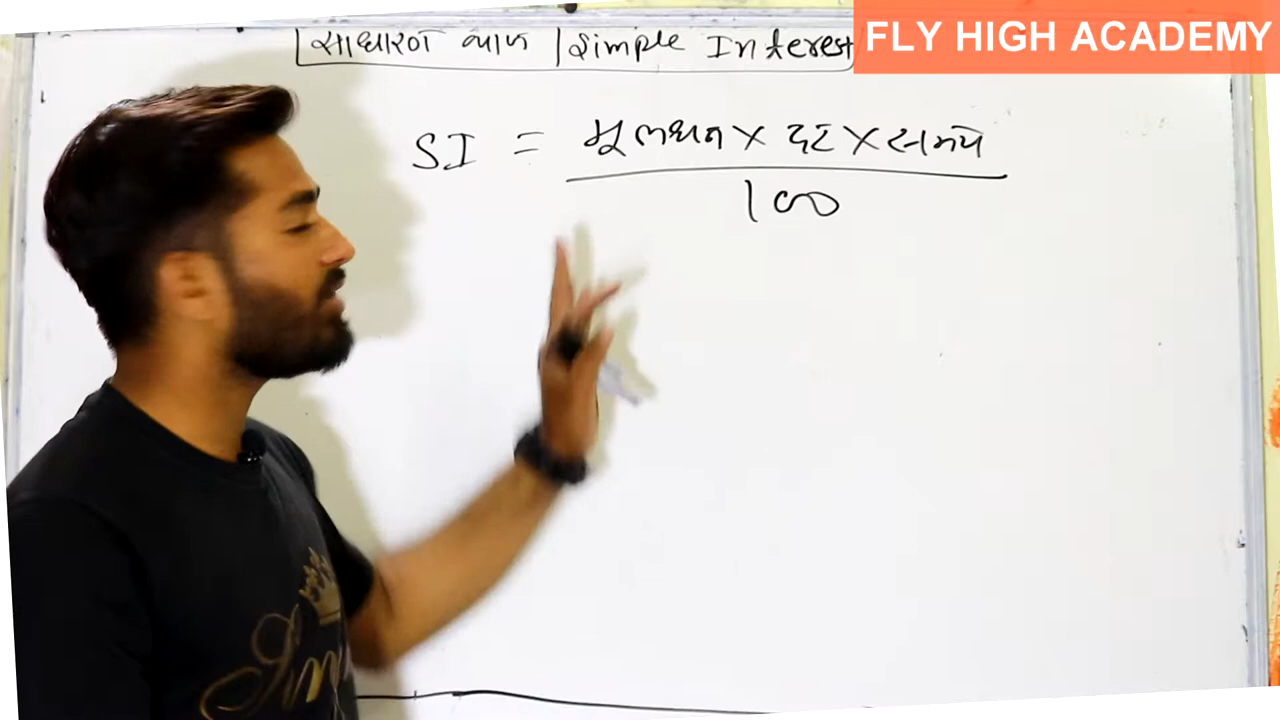 FLY HIGH ACADEMY
साधारण ब्याज | Simple Interest
SI = मूलधन × दर × समय
100